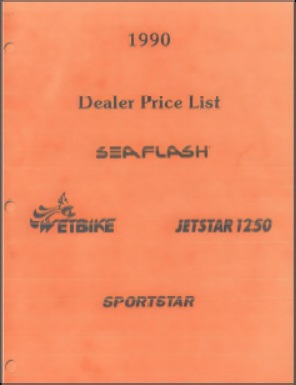 1990
Dealer Price List
SEAFLASH
WETBIKE
JETSTAR 1250
SPORTSTAR